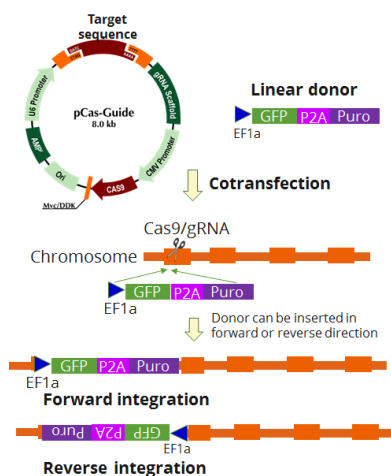 Target
sequence
U6 Promoter
gRNA Scaffold
pCas-Guide
8.0 kb
AMP
CMV Promoter
Ori
CAS9
Myc/DDK
Linear donor
GFP P2A Puro
EF1a
Cotransfection
Cas9/gRNA
Chromosome
GFP P2A Puro
EF1a
Donor can be inserted in
forward or reverse direction
GFP P2A Puro
EF1a
Forward integration
Puro P2A GFP
EF1a
Reverse integration